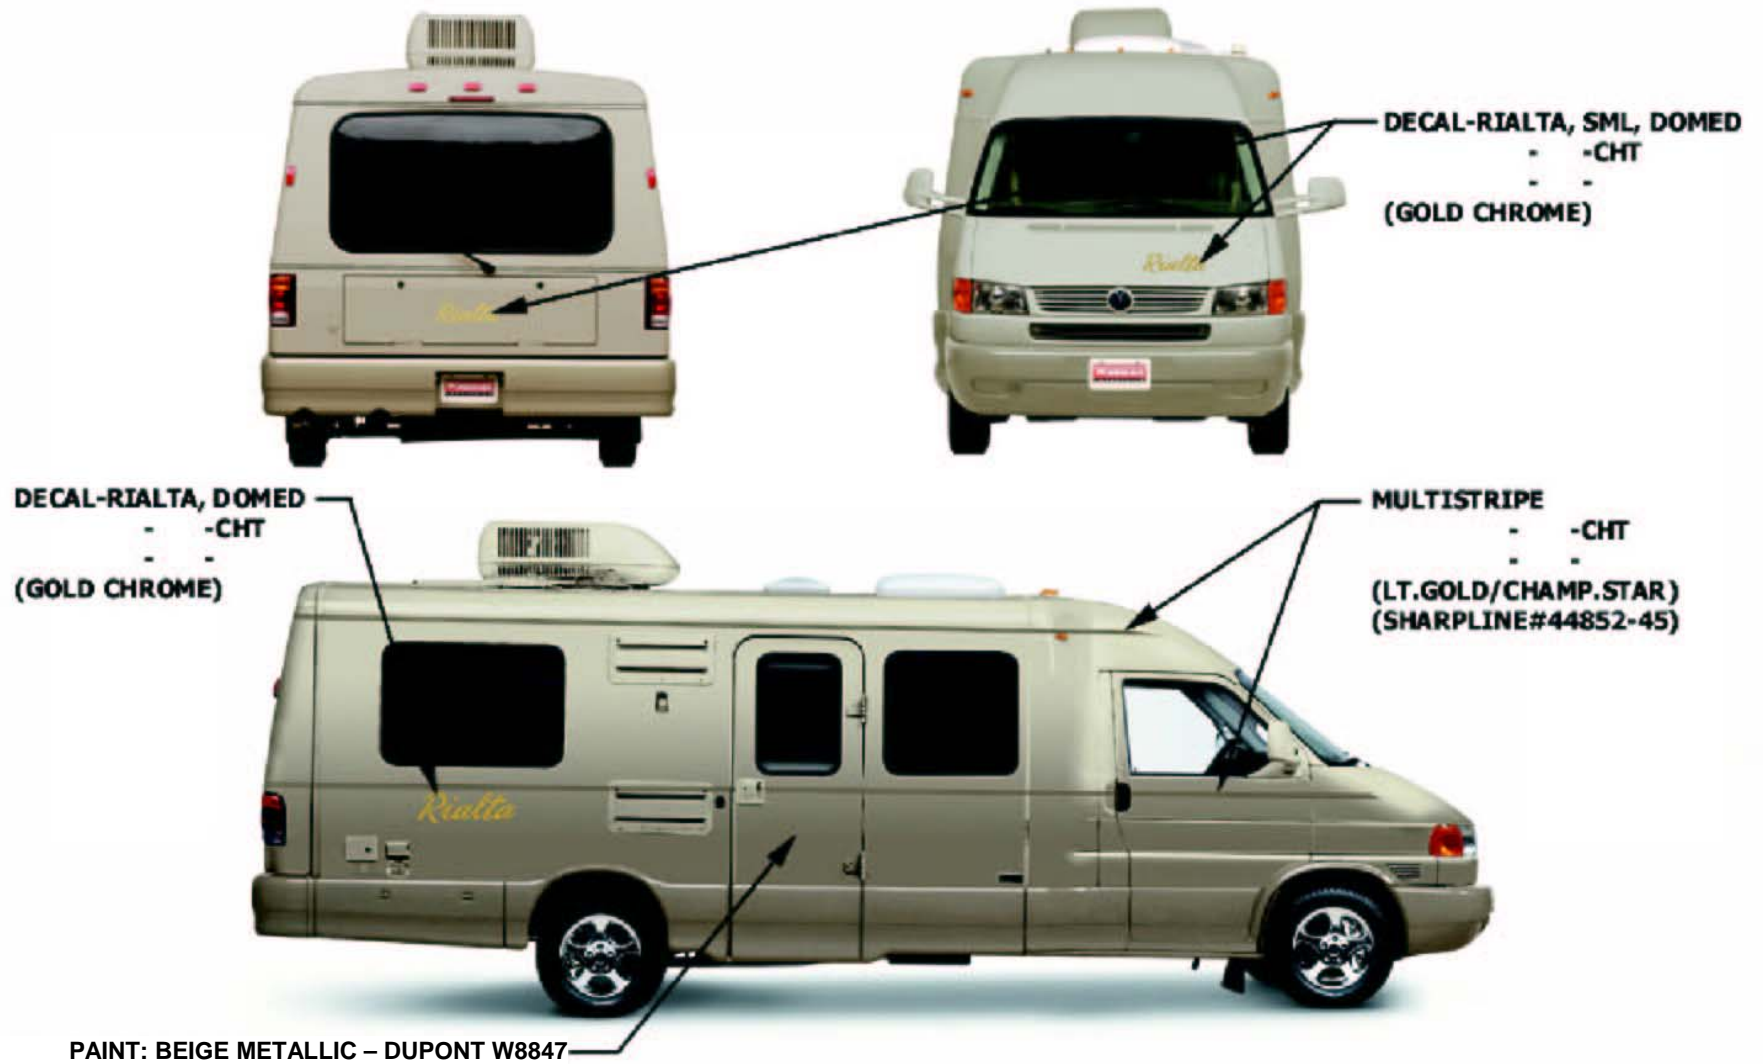 DECAL-RIALTA, SML, DOMED
- -CHT
- -
(GOLD CHROME)
Rialta
Rialta
DECAL-RIALTA, DOMED
- -CHT
- -
(GOLD CHROME)
MULTISTRIPE
- -CHT
- -
(LT.GOLD/CHAMP.STAR)
(SHARPLINE#44852-45)
Rialta
PAINT: BEIGE METALLIC – DUPONT W8847